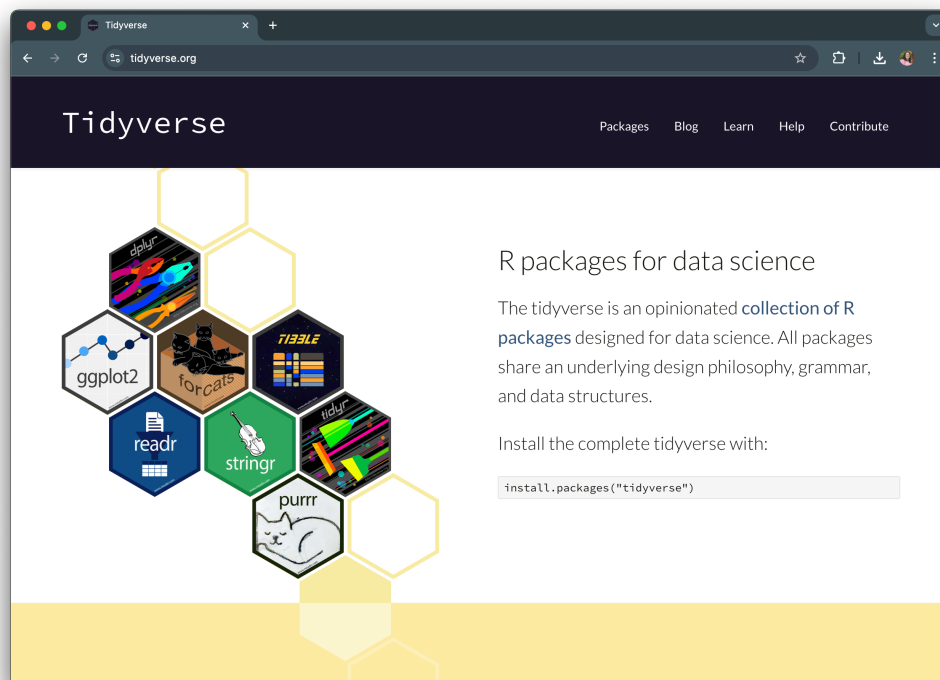 Tidyverse
tidyverse.org
Tidyverse
Packages Blog Learn Help Contribute
dplyr
ggplot2
forcats
TIBBLE
readr
stringr
tidyr
purrr
R packages for data science
The tidyverse is an opinionated collection of R
packages designed for data science. All packages
share an underlying design philosophy, grammar,
and data structures.
Install the complete tidyverse with:
install.packages("tidyverse")